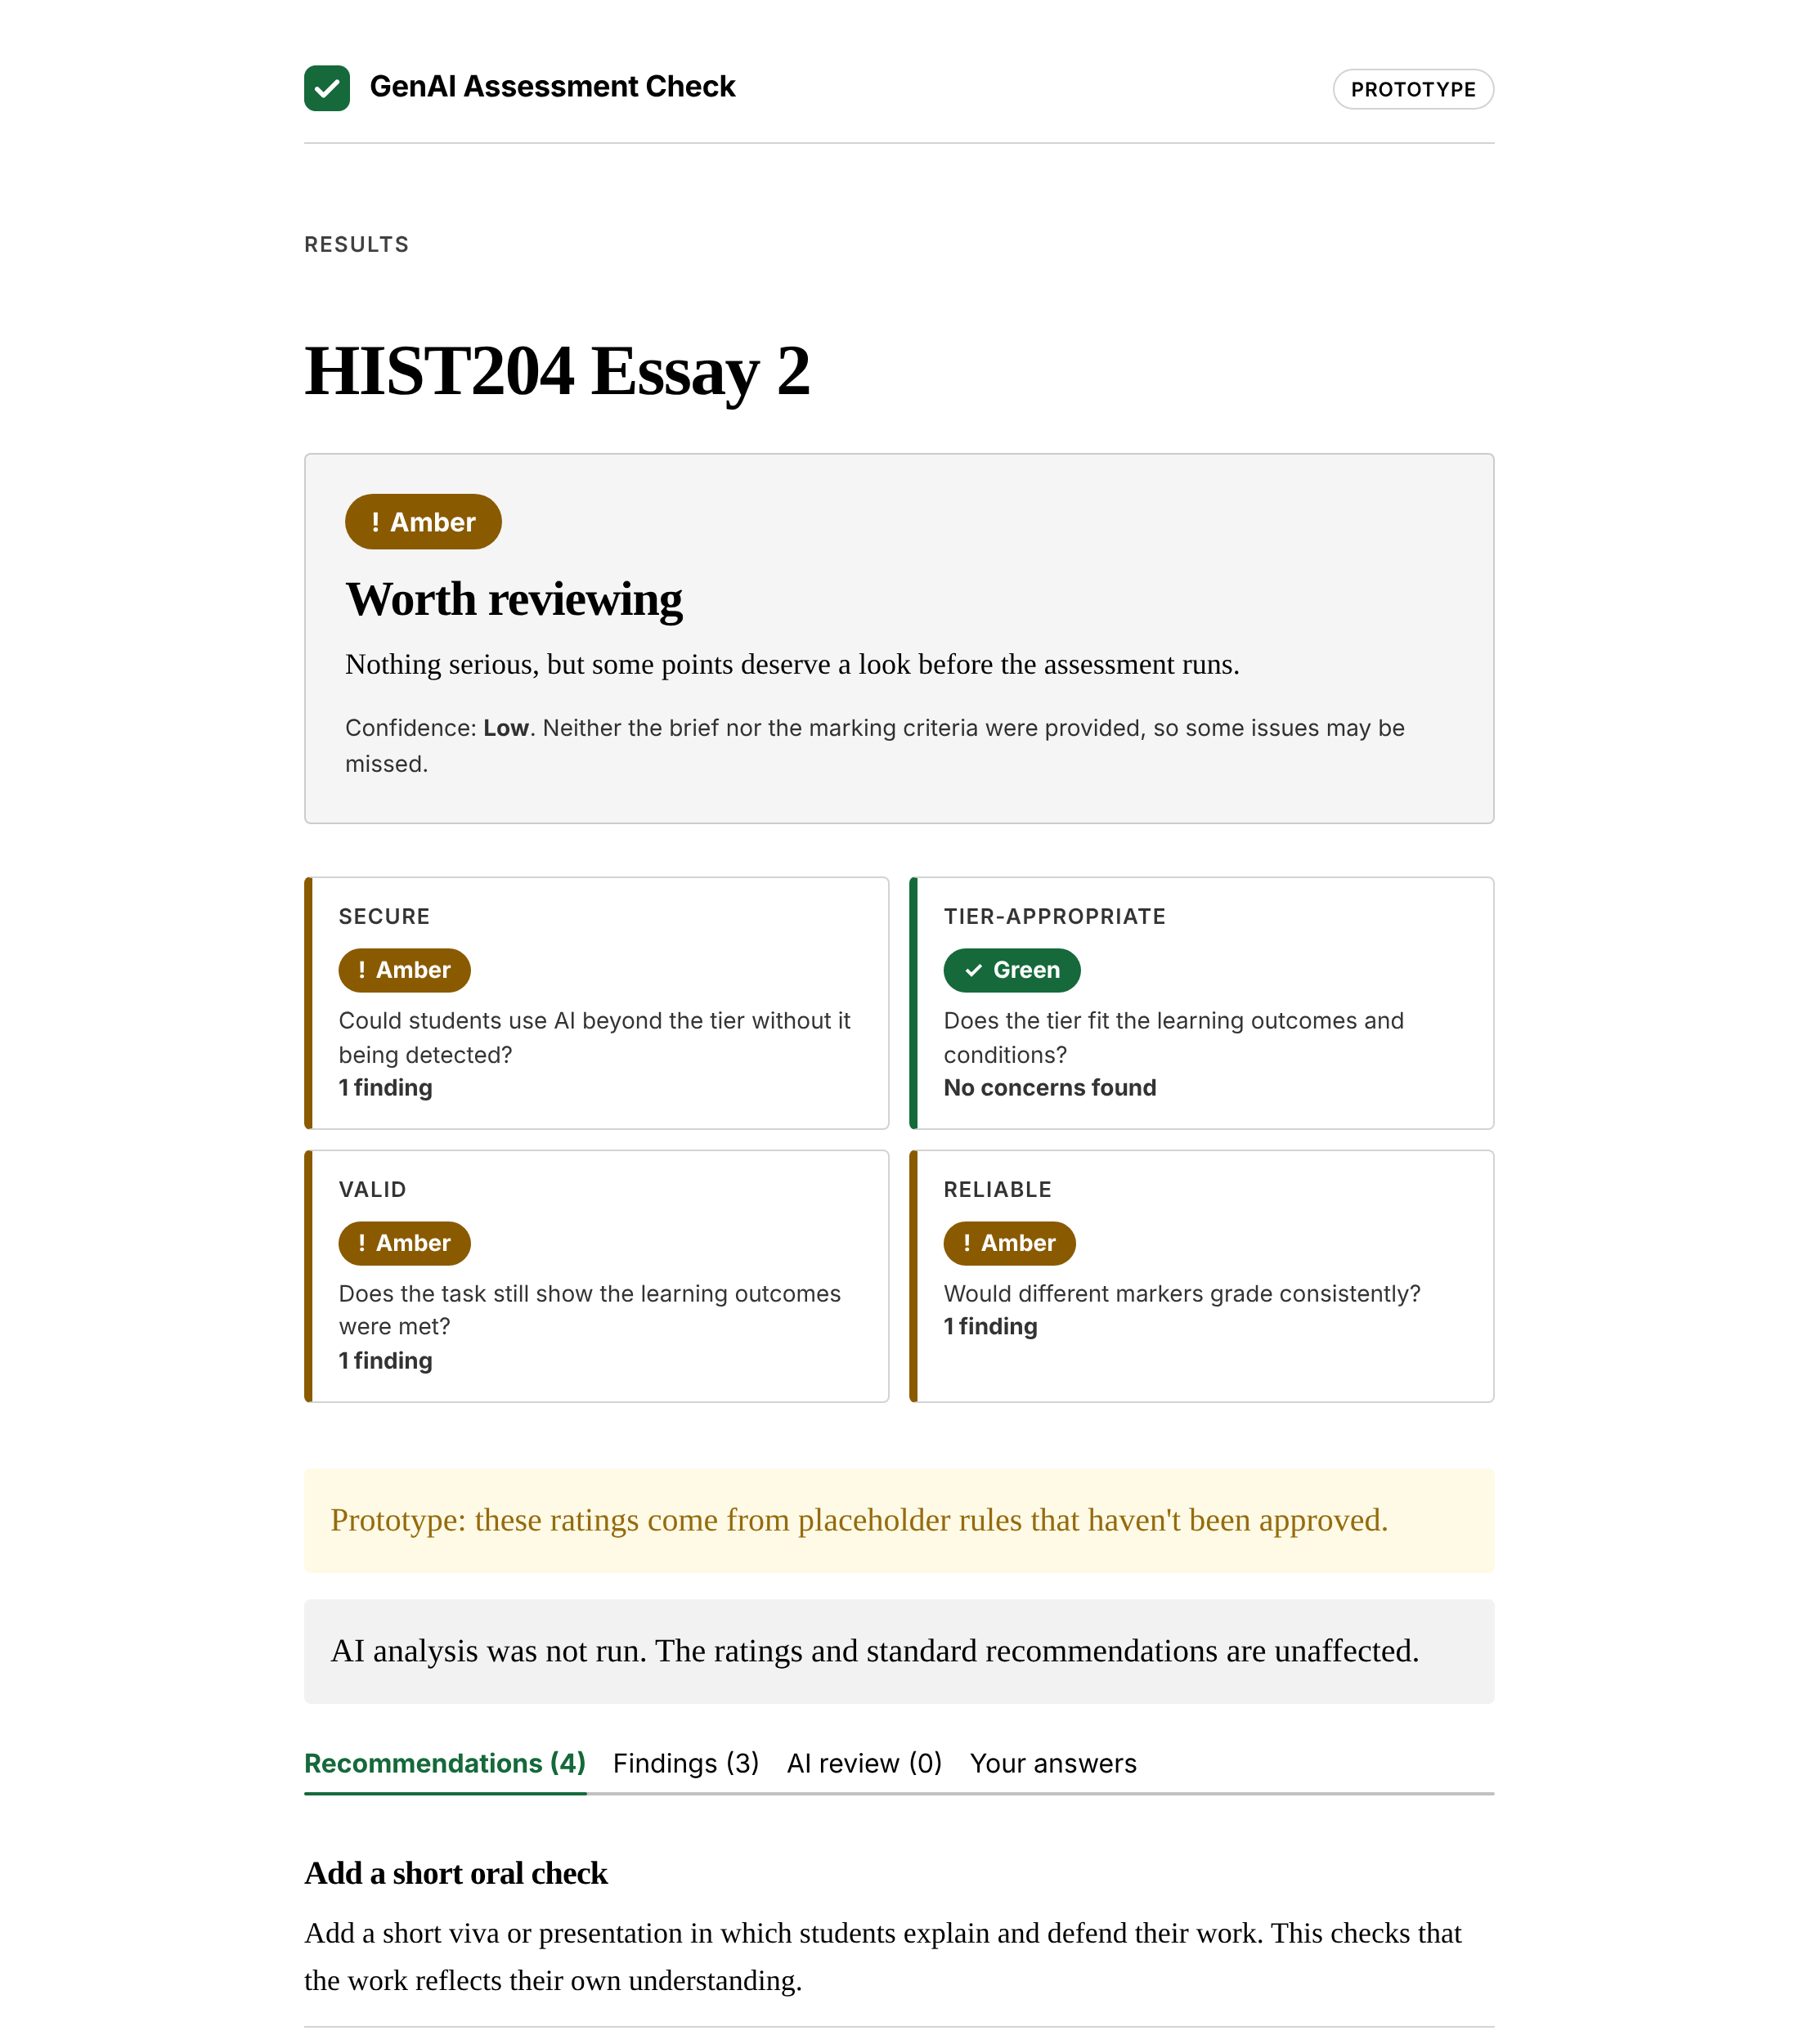 GenAI Assessment Check
PROTOTYPE
RESULTS
HIST204 Essay 2
! Amber
Worth reviewing
Nothing serious, but some points deserve a look before the assessment runs.
Confidence: Low. Neither the brief nor the marking criteria were provided, so some issues may be
missed.
SECURE
! Amber
Could students use AI beyond the tier without it
being detected?
1 finding
TIER-APPROPRIATE
✓ Green
Does the tier fit the learning outcomes and
conditions?
No concerns found
VALID
! Amber
Does the task still show the learning outcomes
were met?
1 finding
RELIABLE
! Amber
Would different markers grade consistently?
1 finding
Prototype: these ratings come from placeholder rules that haven't been approved.
AI analysis was not run. The ratings and standard recommendations are unaffected.
Recommendations (4) Findings (3) AI review (0) Your answers
Add a short oral check
Add a short viva or presentation in which students explain and defend their work. This checks that
the work reflects their own understanding.